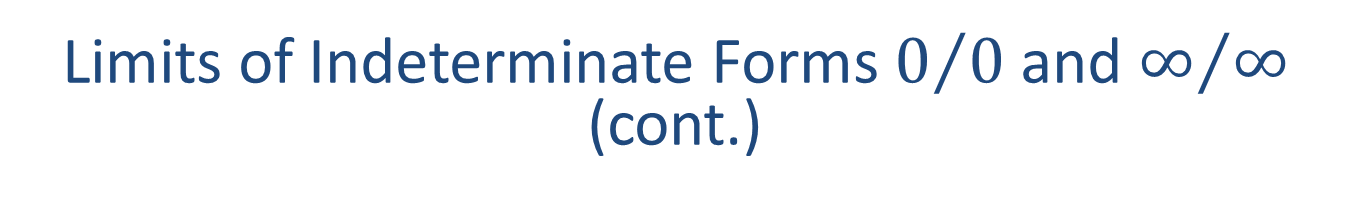 Limits of Indeterminate Forms 0/0 and ∞/∞
(cont.)